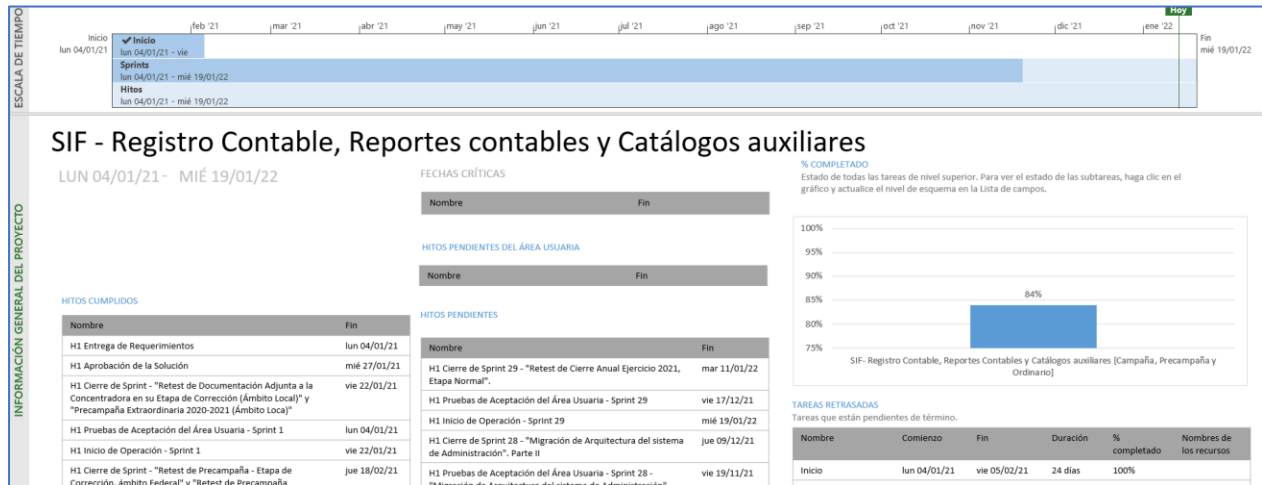 ESCALA DE TIEMPO
Hoy
feb '21 mar '21 abr '21 may '21 jun '21 jul '21 ago '21 sep '21 oct '21 nov '21 dic '21 ene '22
Inicio
lun 04/01/21
Inicio
lun 04/01/21 - vie
Sprints
lun 04/01/21 - mié 19/01/22
Hitos
lun 04/01/21 - mié 19/01/22
Fin
mié 19/01/22
INFORMACIÓN GENERAL DEL PROYECTO
SIF - Registro Contable, Reportes contables y Catálogos auxiliares
LUN 04/01/21 - MIÉ 19/01/22
HITOS CUMPLIDOS
Nombre Fin
H1 Entrega de Requerimientos lun 04/01/21
H1 Aprobación de la Solución mié 27/01/21
H1 Cierre de Sprint - "Retest de Documentación Adjunta a la vie 22/01/21
Concentradora en su Etapa de Corrección (Ámbito Local)" y
"Precampaña Extraordinaria 2020-2021 (Ámbito Loca)"
H1 Pruebas de Aceptación del Área Usuaria - Sprint 1 lun 04/01/21
H1 Inicio de Operación - Sprint 1 vie 22/01/21
H1 Cierre de Sprint - "Retest de Precampaña - Etapa de jue 18/02/21
Corrección, ámbito Federal" y "Retest de Precampaña
FECHAS CRÍTICAS
Nombre Fin
HITOS PENDIENTES DEL ÁREA USUARIA
Nombre Fin
HITOS PENDIENTES
Nombre Fin
H1 Cierre de Sprint 29 - "Retest de Cierre Anual Ejercicio 2021, mar 11/01/22
Etapa Normal".
H1 Pruebas de Aceptación del Área Usuaria - Sprint 29 vie 17/12/21
H1 Inicio de Operación - Sprint 29 mié 19/01/22
H1 Cierre de Sprint 28 - "Migración de Arquitectura del sistema jue 09/12/21
de Administración". Parte II
H1 Pruebas de Aceptación del Área Usuaria - Sprint 28 - vie 19/11/21
"Migración de Arquitectura del sistema de Administración"
% COMPLETADO
Estado de todas las tareas de nivel superior. Para ver el estado de las subtareas, haga clic en el
gráfico y actualice el nivel de esquema en la Lista de campos.
100%
95%
90%
85%
80%
75%
84%
SIF- Registro Contable, Reportes Contables y Catálogos auxiliares [Campaña, Precampaña y
Ordinario]
TAREAS RETRASADAS
Tareas que están pendientes de término.
Nombre Comienzo Fin Duración % completado Nombres de los recursos
Inicio lun 04/01/21 vie 05/02/21 24 días 100%